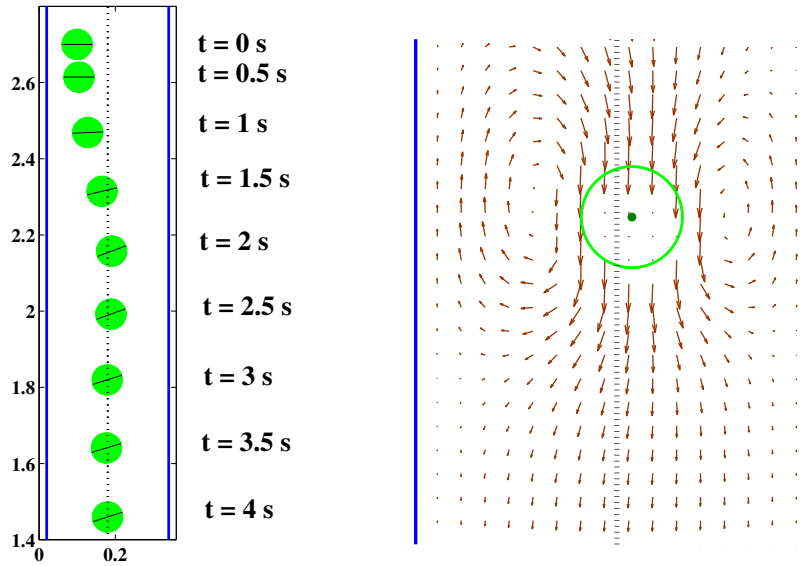 t = 0 s
t = 0.5 s
2.6
t = 1 s
2.4
t = 1.5 s
2.2
t = 2 s
2
t = 2.5 s
1.8
t = 3 s
1.6
t = 3.5 s
t = 4 s
1.4
0 0.2